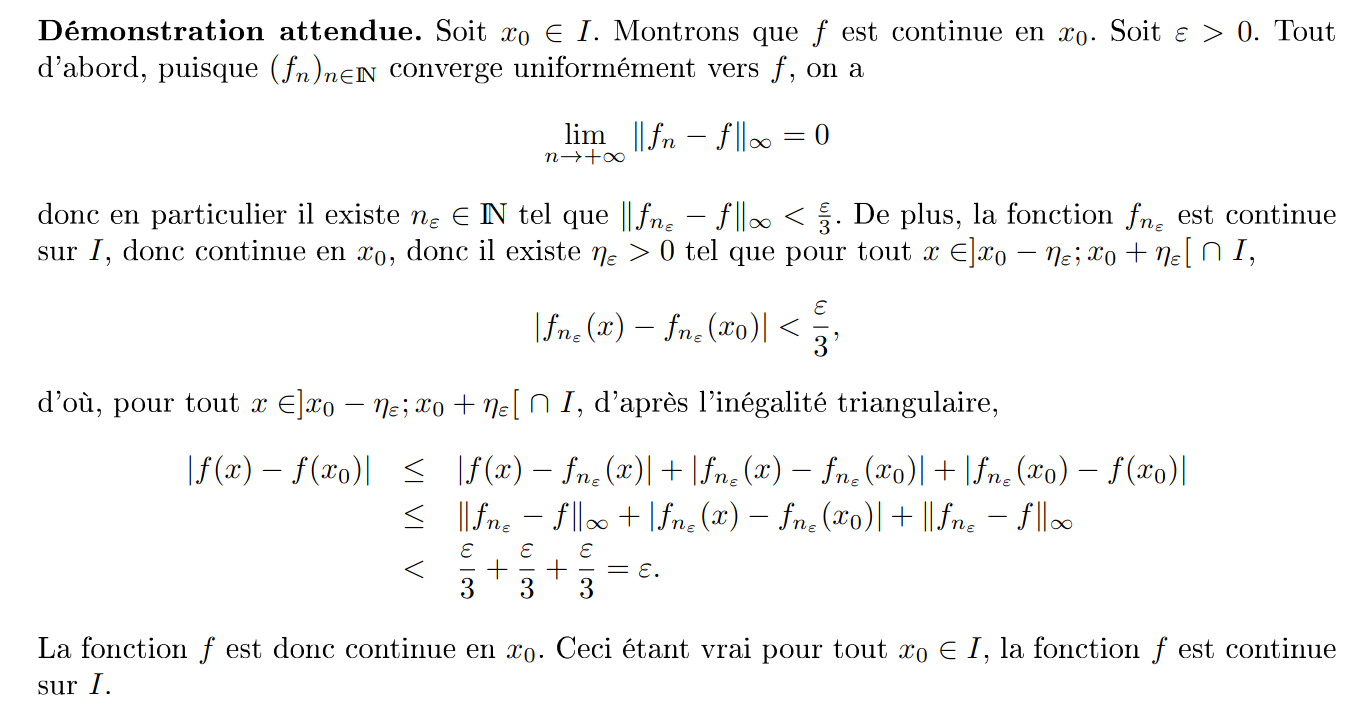 Démonstration attendue. Soit $x_0 \in I$. Montrons que $f$ est continue en $x_0$. Soit $\varepsilon > 0$. Tout
d'abord, puisque $(f_n)_{n \in \mathbb{N}}$ converge uniformément vers $f$, on a
$\lim_{n \to +\infty} \|f_n - f\|_\infty = 0$
donc en particulier il existe $n_\varepsilon \in \mathbb{N}$ tel que $\|f_{n_\varepsilon} - f\|_\infty < \frac{\varepsilon}{3}$. De plus, la fonction $f_{n_\varepsilon}$ est continue
sur $I$, donc continue en $x_0$, donc il existe $\eta_\varepsilon > 0$ tel que pour tout $x \in ]x_0 - \eta_\varepsilon ; x_0 + \eta_\varepsilon[ \cap I$,
$|f_{n_\varepsilon}(x) - f_{n_\varepsilon}(x_0)| < \frac{\varepsilon}{3},$
d'où, pour tout $x \in ]x_0 - \eta_\varepsilon ; x_0 + \eta_\varepsilon[ \cap I$, d'après l'inégalité triangulaire,
$|f(x) - f(x_0)| \leq |f(x) - f_{n_\varepsilon}(x)| + |f_{n_\varepsilon}(x) - f_{n_\varepsilon}(x_0)| + |f_{n_\varepsilon}(x_0) - f(x_0)|$
$\leq \|f_{n_\varepsilon} - f\|_\infty + |f_{n_\varepsilon}(x) - f_{n_\varepsilon}(x_0)| + \|f_{n_\varepsilon} - f\|_\infty$
$< \frac{\varepsilon}{3} + \frac{\varepsilon}{3} + \frac{\varepsilon}{3} = \varepsilon.$
La fonction $f$ est donc continue en $x_0$. Ceci étant vrai pour tout $x_0 \in I$, la fonction $f$ est continue
sur $I$.